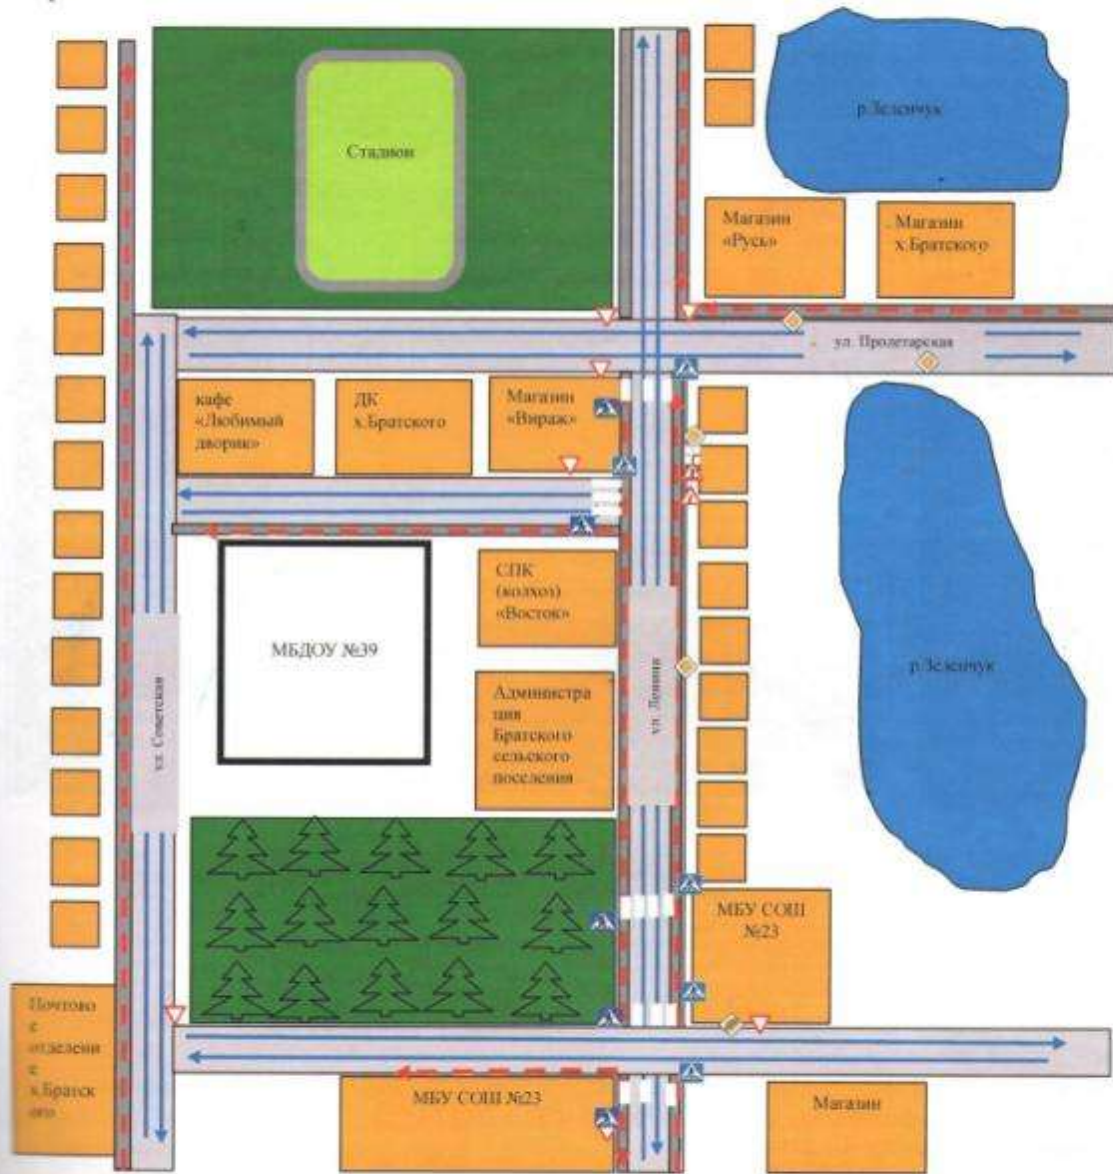 р.Зеленчук
Стадион
Магазин
«Русь»
Магазин
х.Братского
ул. Пролетарская
кафе
«Любимый
дворик»
ДК
х.Братского
Магазин
«Вираж»
СПК
(колхоз)
«Восток»
МБДОУ №39
ул. Советская
Администра
ция
Братского
сельского
поселения
ул. Ленина
р.Зеленчук
МБУ СОШ
№23
Почтово
е
отделени
е
х.Братск
ого
МБУ СОШ №23
Магазин